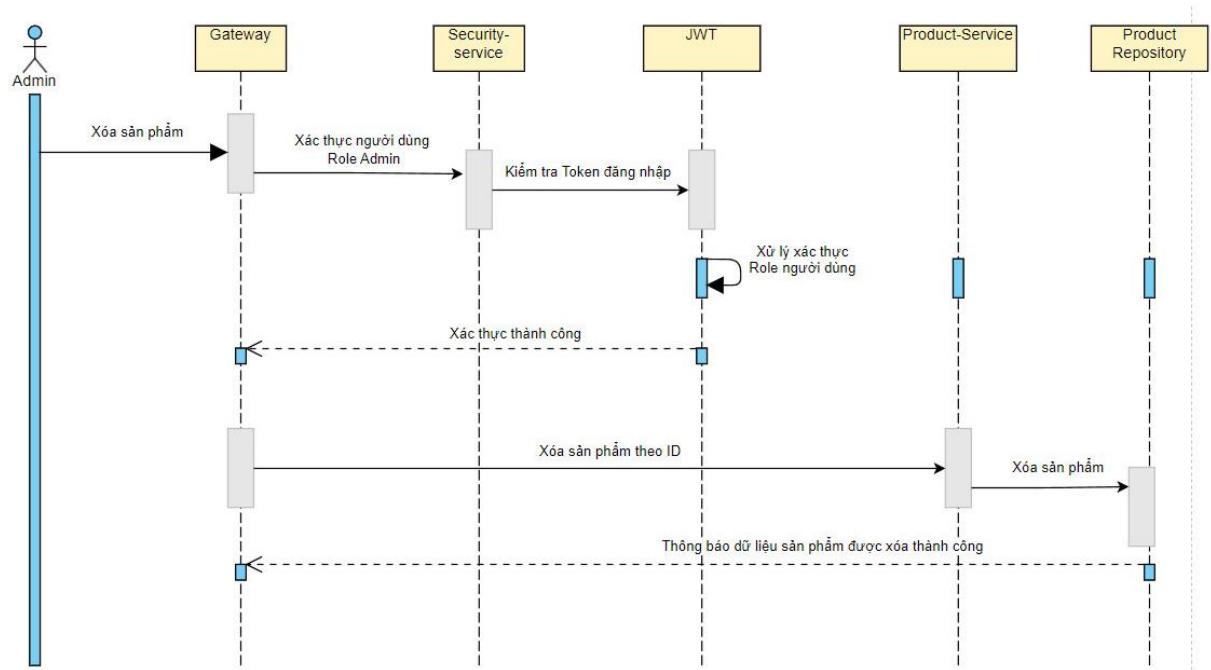 Admin
Gateway
Security-
service
JWT
Product-Service
Product
Repository
Xóa sản phẩm
Xác thực người dùng
Role Admin
Kiểm tra Token đăng nhập
Xử lý xác thực
Role người dùng
Xác thực thành công
Xóa sản phẩm theo ID
Xóa sản phẩm
Thông báo dữ liệu sản phẩm được xóa thành công